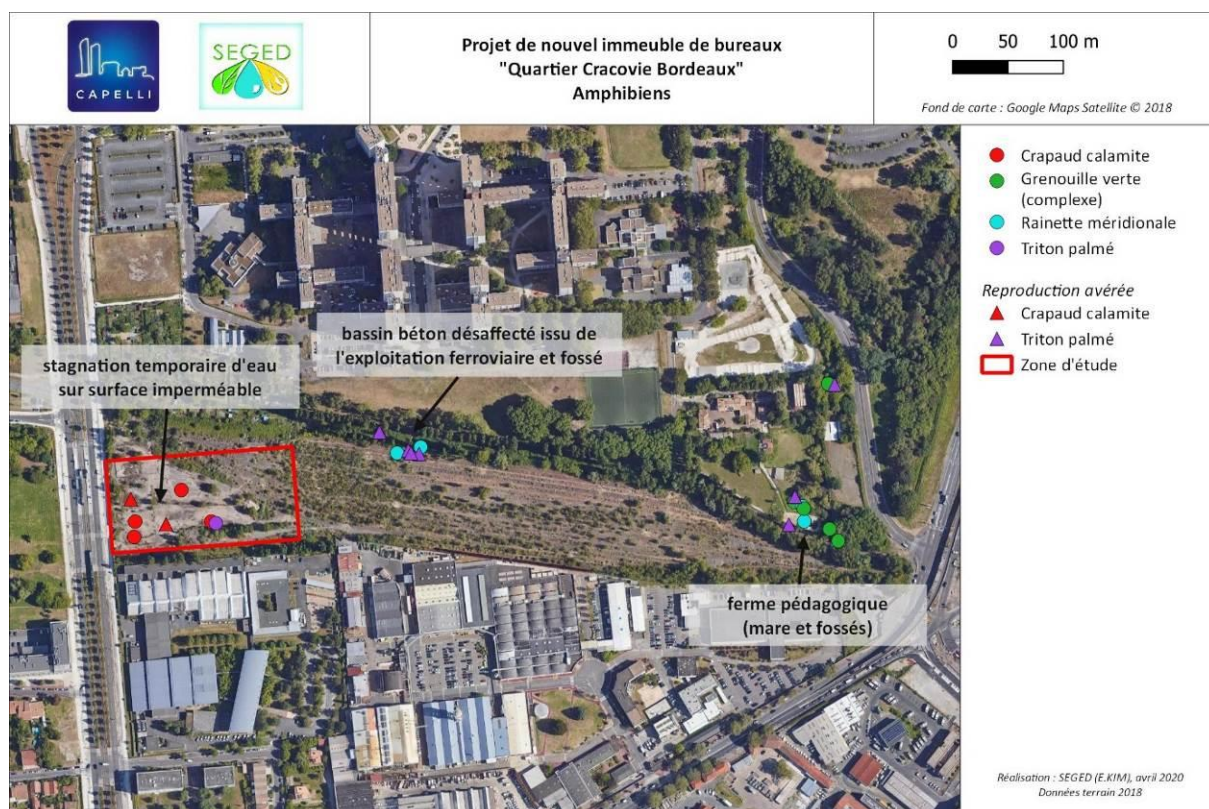 CAPELLI
SEGED
Projet de nouvel immeuble de bureaux
"Quartier Cracovie Bordeaux"
Amphibiens
0 50 100 m
Fond de carte : Google Maps Satellite © 2018
Crapaud calamite
Grenouille verte
(complexe)
Rainette méridionale
Triton palmé
Reproduction avérée
Crapaud calamite
Triton palmé
Zone d'étude
bassin béton désaffecté issu de
l'exploitation ferroviaire et fossé
stagnation temporaire d'eau
sur surface imperméable
ferme pédagogique
(mare et fossés)
Réalisation : SEGED (E.KIM), avril 2020
Données terrain 2018